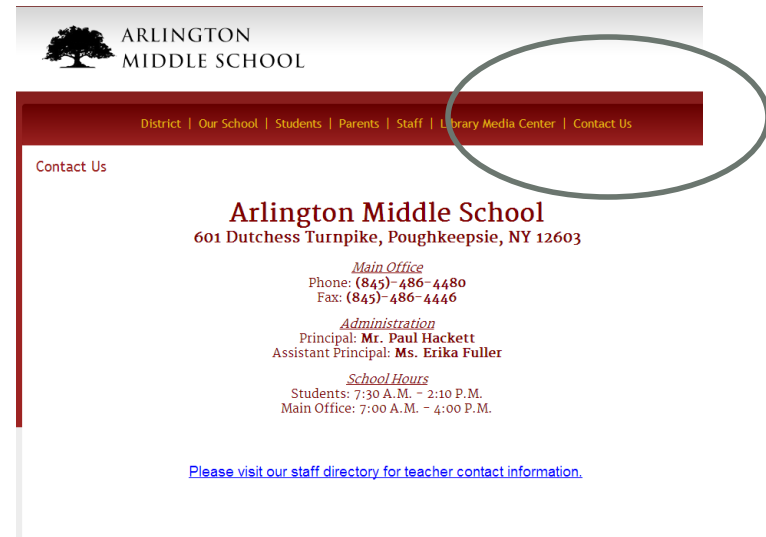 ARLINGTON
MIDDLE SCHOOL
District | Our School | Students | Parents | Staff | Library Media Center | Contact Us
Contact Us
Arlington Middle School
601 Dutchess Turnpike, Poughkeepsie, NY 12603
Main Office
Phone: (845)-486-4480
Fax: (845)-486-4446
Administration
Principal: Mr. Paul Hackett
Assistant Principal: Ms. Erika Fuller
School Hours
Students: 7:30 A.M. - 2:10 P.M.
Main Office: 7:00 A.M. - 4:00 P.M.
Please visit our staff directory for teacher contact information.